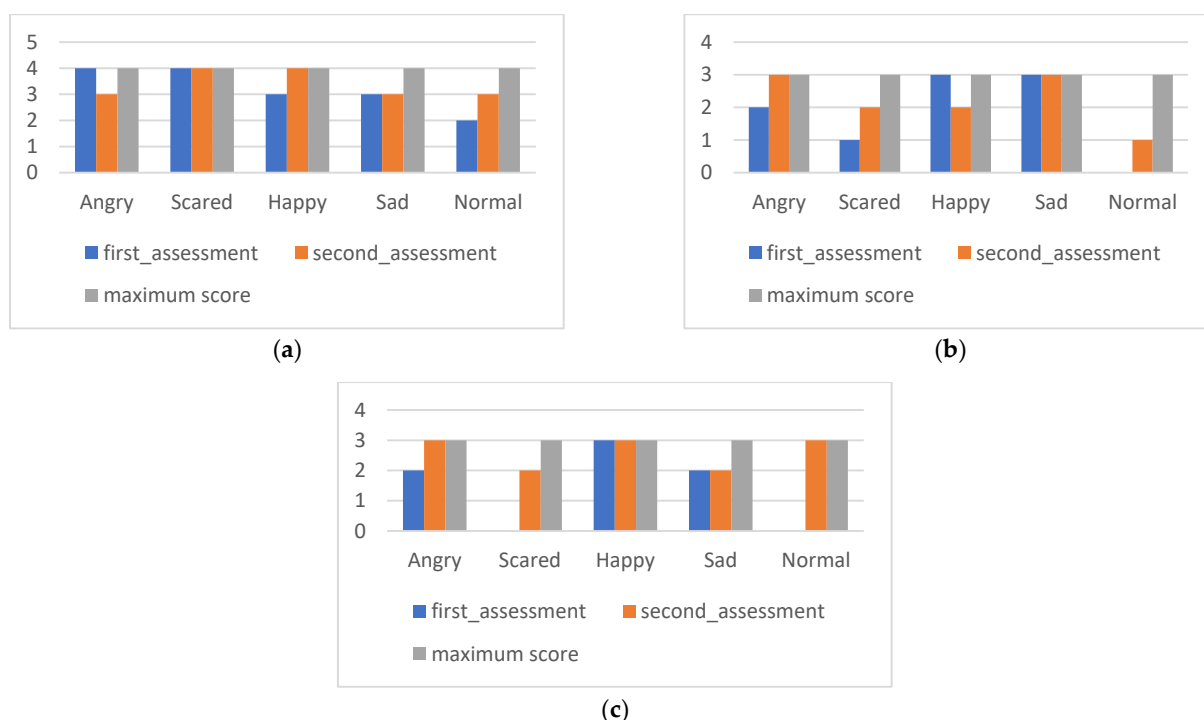 5
4
3
2
1
0
Angry Scared Happy Sad Normal
first_assessment second_assessment
maximum score
(a)
4
3
2
1
0
Angry Scared Happy Sad Normal
first_assessment second_assessment
maximum score
(b)
4
3
2
1
0
Angry Scared Happy Sad Normal
first_assessment second_assessment
maximum score
(c)